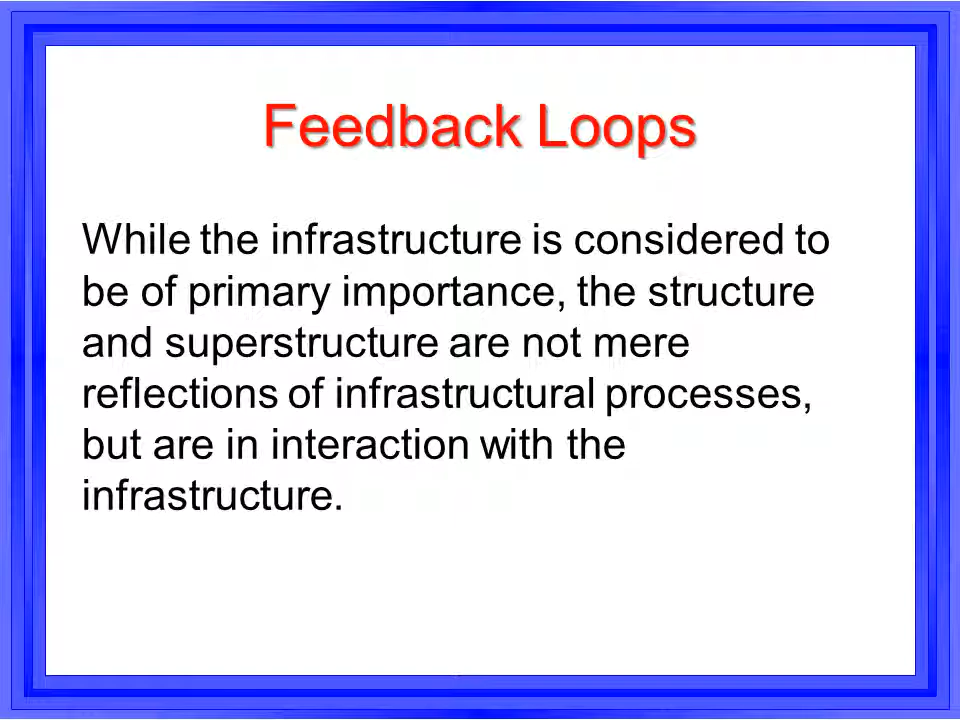 Feedback Loops
While the infrastructure is considered to
be of primary importance, the structure
and superstructure are not mere
reflections of infrastructural processes,
but are in interaction with the
infrastructure.